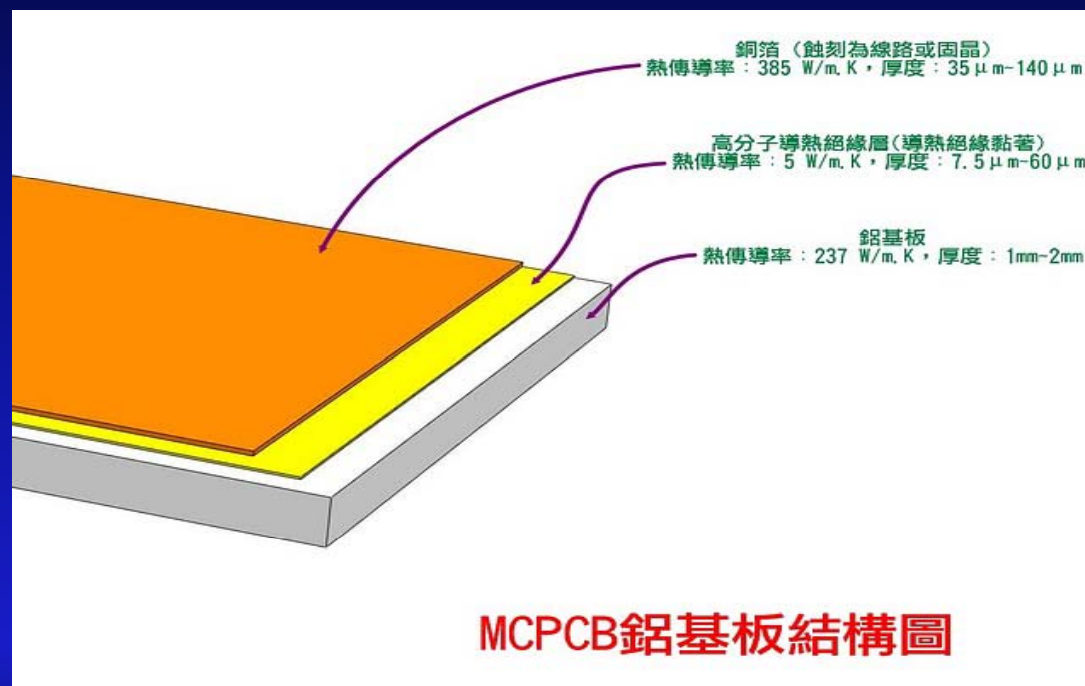 銅箔（蝕刻為線路或固晶）
熱傳導率：385 W/m.K，厚度：35μm~140μm
高分子導熱絕緣層(導熱絕緣黏著)
熱傳導率：5 W/m.K，厚度：7.5μm~60μm
鋁基板
熱傳導率：237 W/m.K，厚度：1mm~2mm
MCPCB鋁基板結構圖